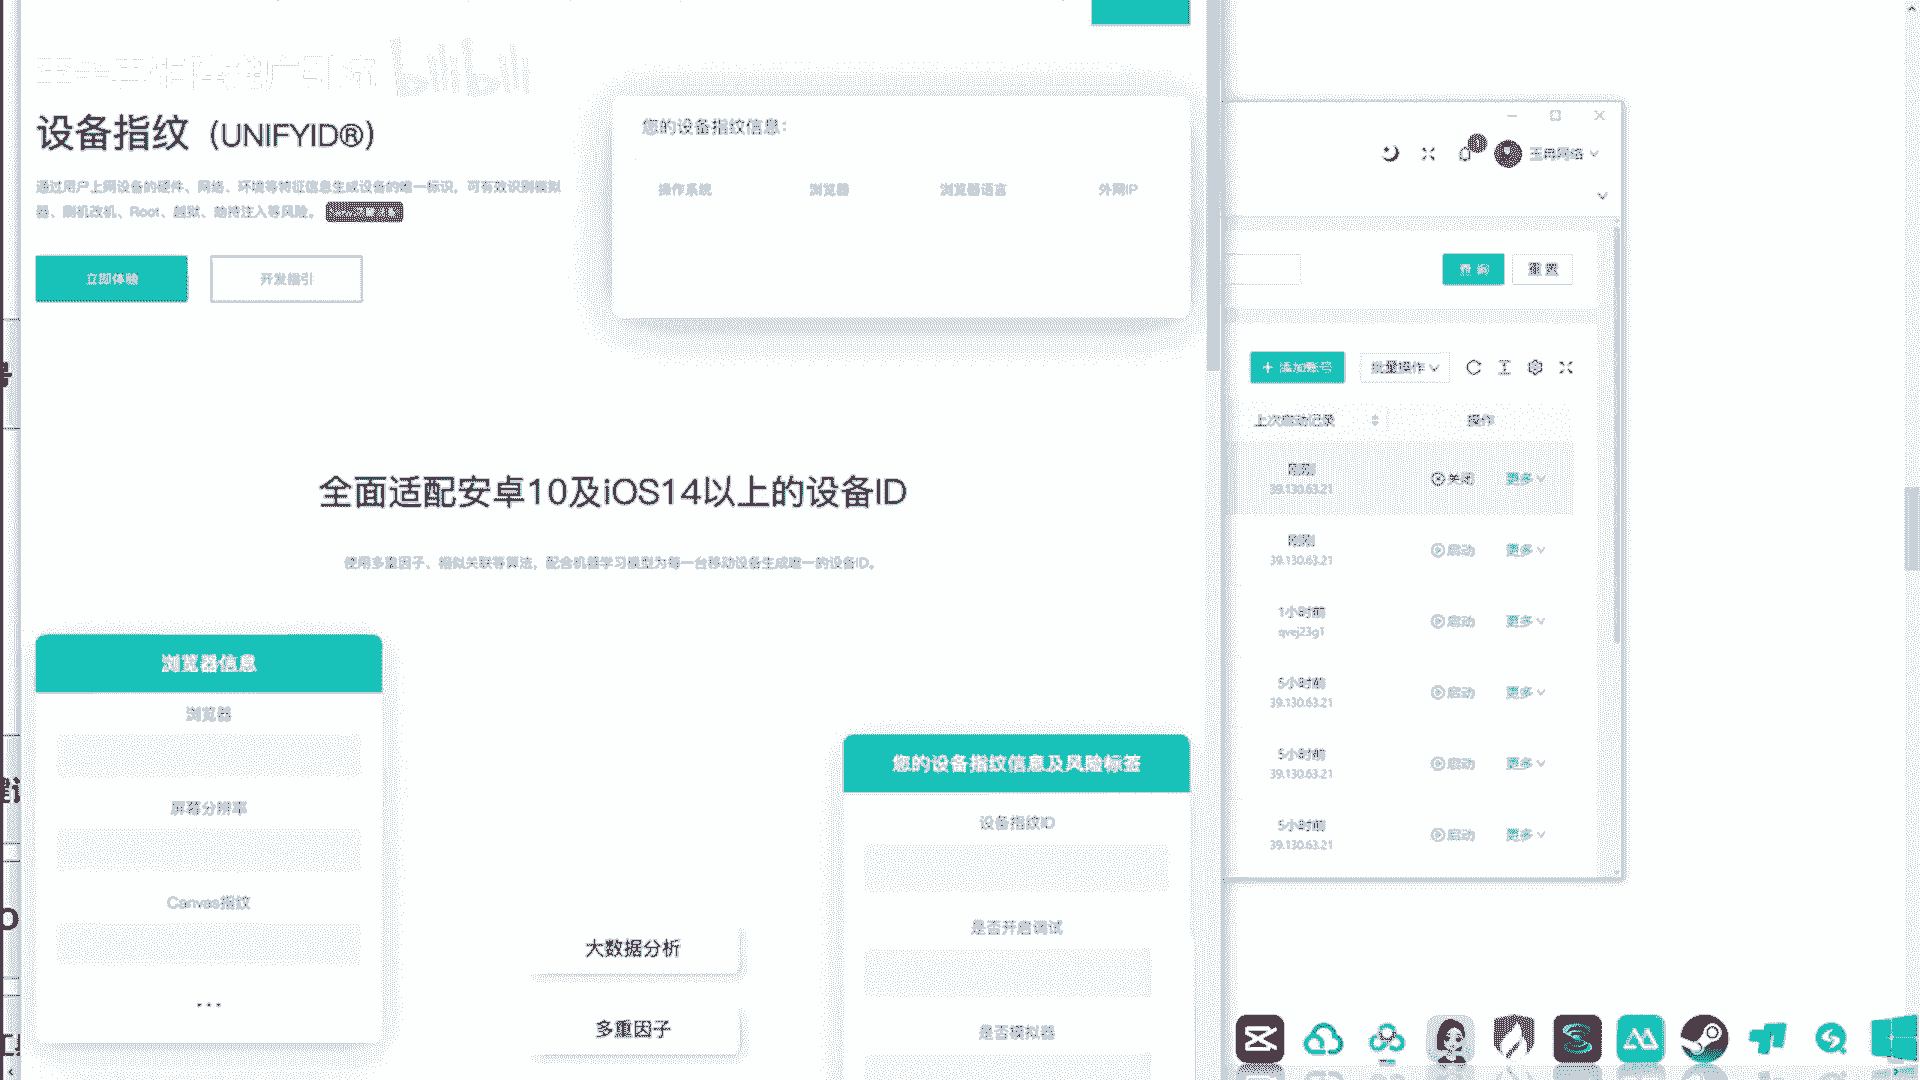 bilibili
设备指纹（UNIFYID®）
通过用户上网设备的硬件、网络、环境等特征信息生成设备的唯一标识，可有效识别模拟
器、刷机改机、Root、越狱、劫持注入等风险。
立即体验
开发指引
您的设备指纹信息：
操作系统 浏览器 浏览器语言 外网IP
全面适配安卓10及iOS14以上的设备ID
使用多重因子、相似关联等算法，配合机器学习模型为每一台移动设备生成唯一的设备ID。
浏览器信息
浏览器
屏幕分辨率
Canvas指纹
...
大数据分析
多重因子
您的设备指纹信息及风险标签
设备指纹ID
是否开启调试
是否模拟器
查 询 重 置
+ 添加账号 批量操作
上次启动记录 操作
刚刚
39.130.63.21
关闭 更多
刚刚
39.130.63.21
启动 更多
1小时前
qvej23g1
启动 更多
5小时前
39.130.63.21
启动 更多
5小时前
39.130.63.21
启动 更多
5小时前
39.130.63.21
启动 更多